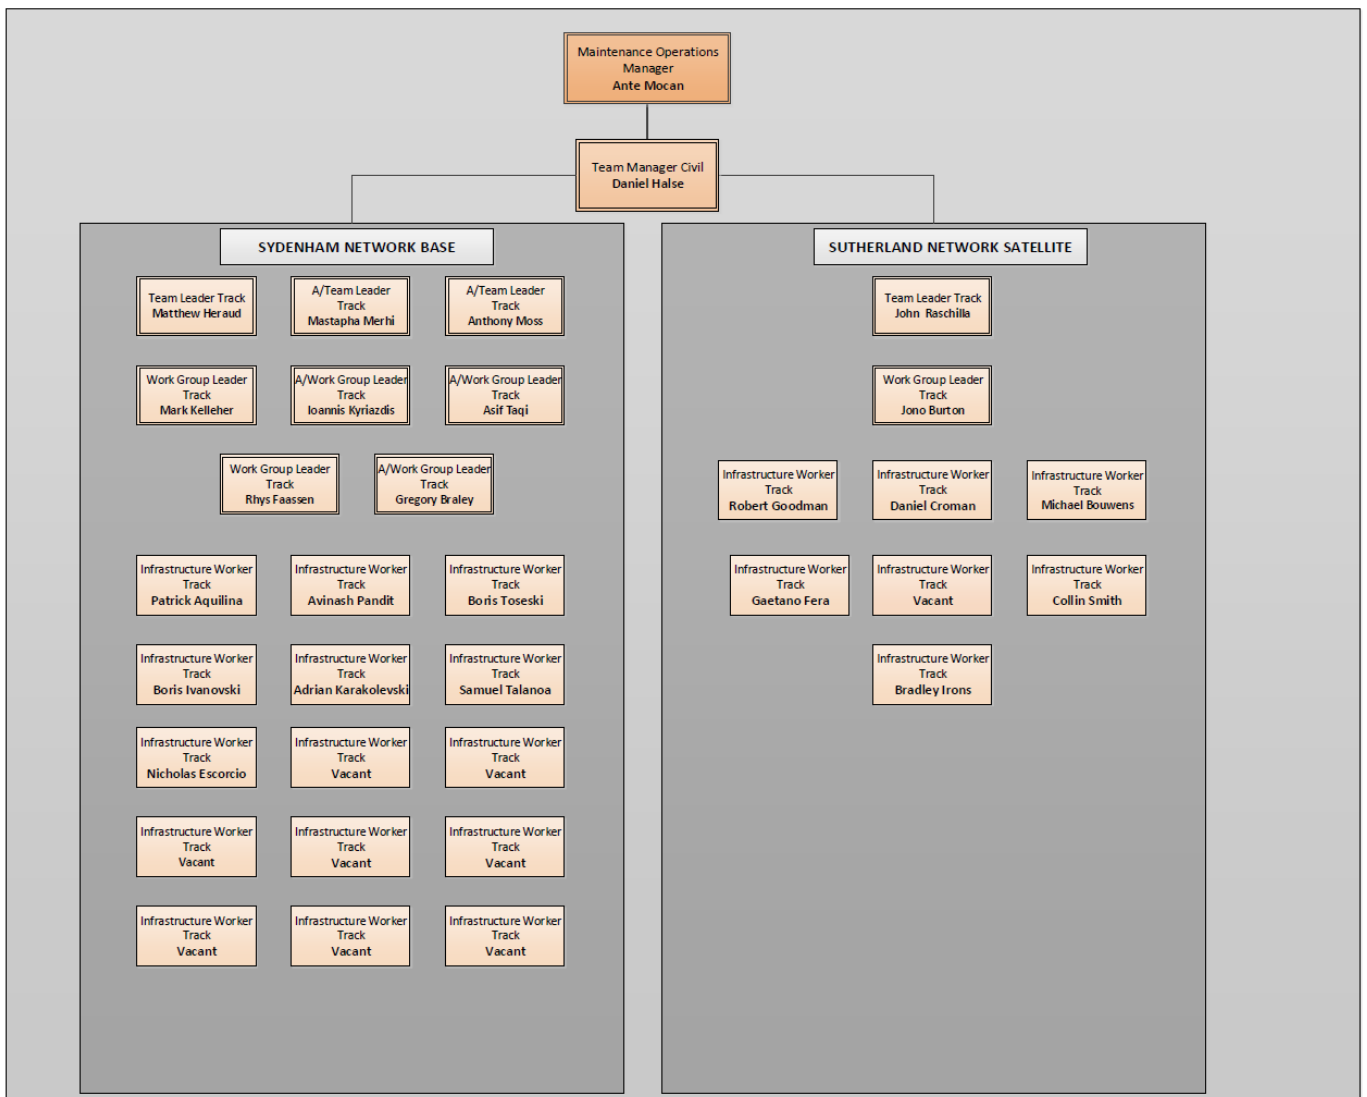 Maintenance Operations
Manager
Ante Mocan
Team Manager Civil
Daniel Halse
SYDENHAM NETWORK BASE
Team Leader Track
Matthew Heraud
A/Team Leader
Track
Mastapha Merhi
A/Team Leader
Track
Anthony Moss
Work Group Leader
Track
Mark Kelleher
A/Work Group Leader
Track
Ioannis Kyriazdis
A/Work Group Leader
Track
Asif Taqi
Work Group Leader
Track
Rhys Faassen
A/Work Group Leader
Track
Gregory Braley
Infrastructure Worker
Track
Patrick Aquilina
Infrastructure Worker
Track
Avinash Pandit
Infrastructure Worker
Track
Boris Toseski
Infrastructure Worker
Track
Boris Ivanovski
Infrastructure Worker
Track
Adrian Karakolevski
Infrastructure Worker
Track
Samuel Talanoa
Infrastructure Worker
Track
Nicholas Escorcio
Infrastructure Worker
Track
Vacant
Infrastructure Worker
Track
Vacant
Infrastructure Worker
Track
Vacant
Infrastructure Worker
Track
Vacant
Infrastructure Worker
Track
Vacant
Infrastructure Worker
Track
Vacant
Infrastructure Worker
Track
Vacant
Infrastructure Worker
Track
Vacant
SUTHERLAND NETWORK SATELLITE
Team Leader Track
John Raschilla
Work Group Leader
Track
Jono Burton
Infrastructure Worker
Track
Robert Goodman
Infrastructure Worker
Track
Daniel Croman
Infrastructure Worker
Track
Michael Bouwens
Infrastructure Worker
Track
Gaetano Fera
Infrastructure Worker
Track
Vacant
Infrastructure Worker
Track
Collin Smith
Infrastructure Worker
Track
Bradley Irons